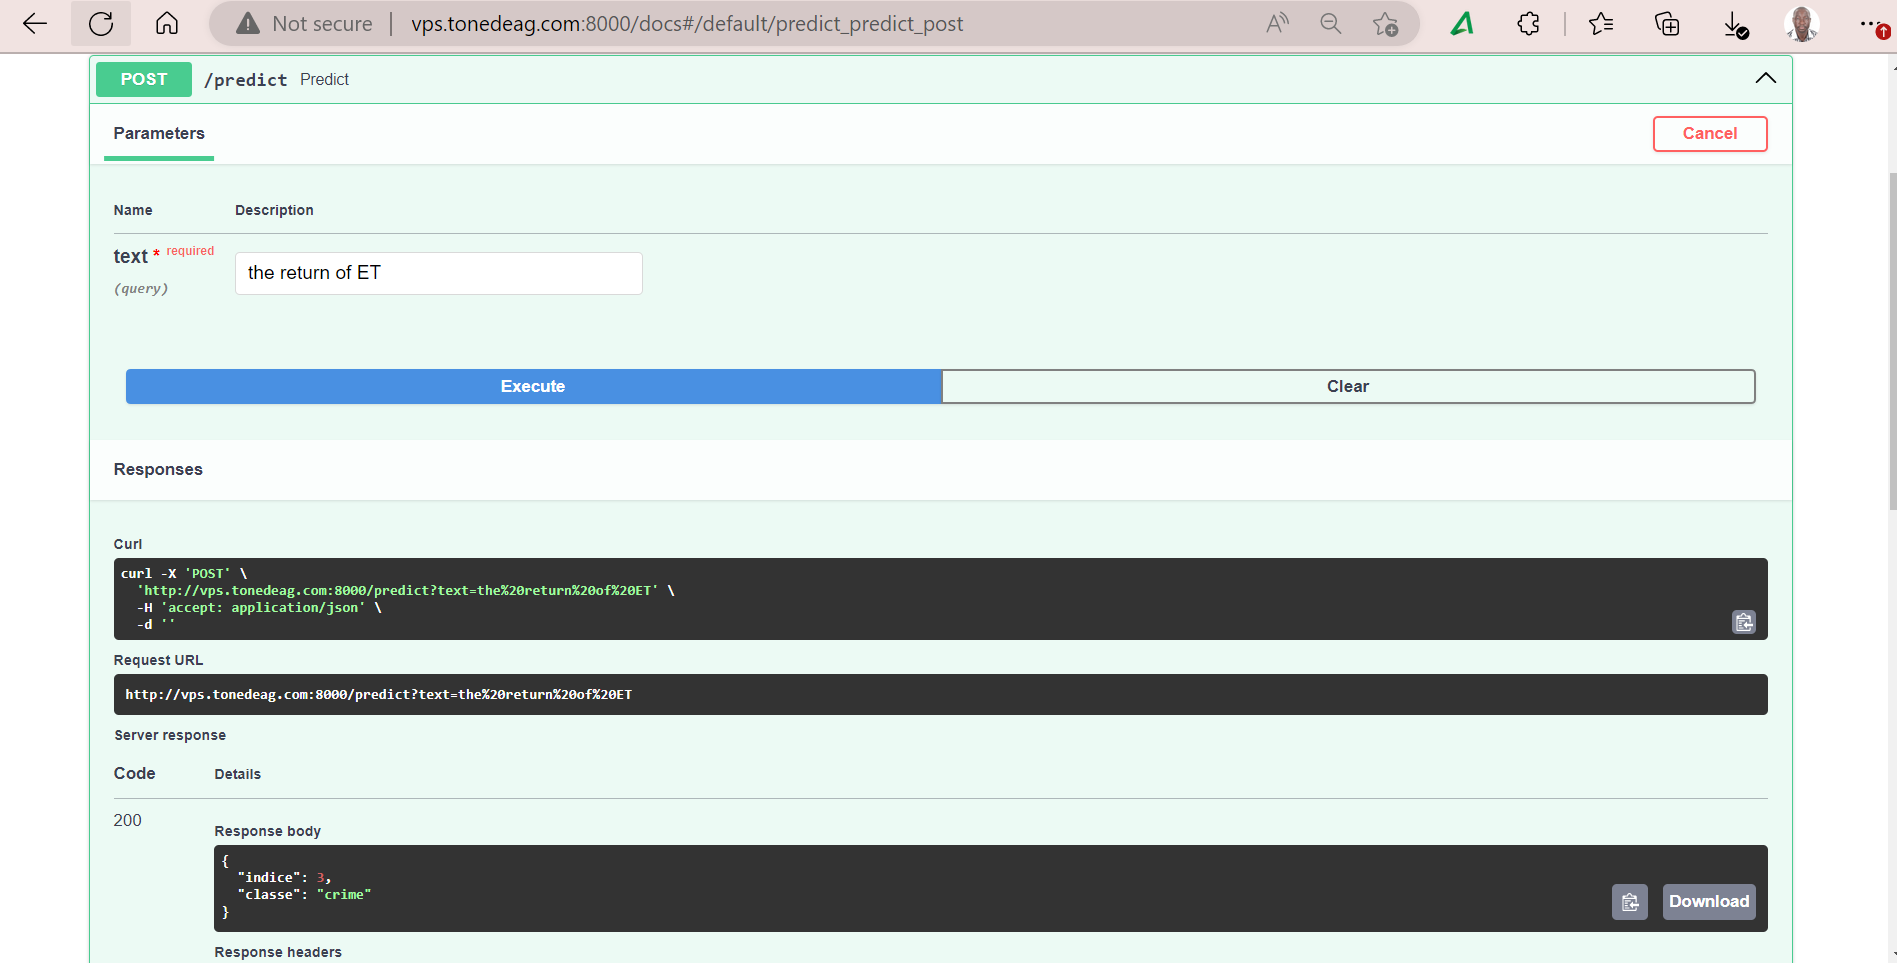 Not secure | vps.tonedeag.com:8000/docs#/default/predict_predict_post
POST /predict Predict
Parameters
Cancel
Name Description
text * required
(query)
the return of ET
Execute Clear
Responses
Curl
curl -X 'POST' \
'http://vps.tonedeag.com:8000/predict?text=the%20return%20of%20ET' \
-H 'accept: application/json' \
-d ''
Request URL
http://vps.tonedeag.com:8000/predict?text=the%20return%20of%20ET
Server response
Code Details
200
Response body
{
"indice": 3,
"classe": "crime"
}
Download
Response headers